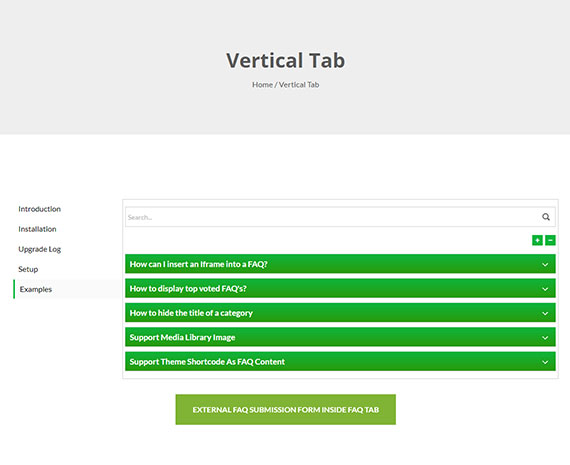 Vertical Tab
Home / Vertical Tab
Introduction
Installation
Upgrade Log
Setup
Examples
Search...
+ −
How can I insert an Iframe into a FAQ?
How to display top voted FAQ's?
How to hide the title of a category
Support Media Library Image
Support Theme Shortcode As FAQ Content
EXTERNAL FAQ SUBMISSION FORM INSIDE FAQ TAB